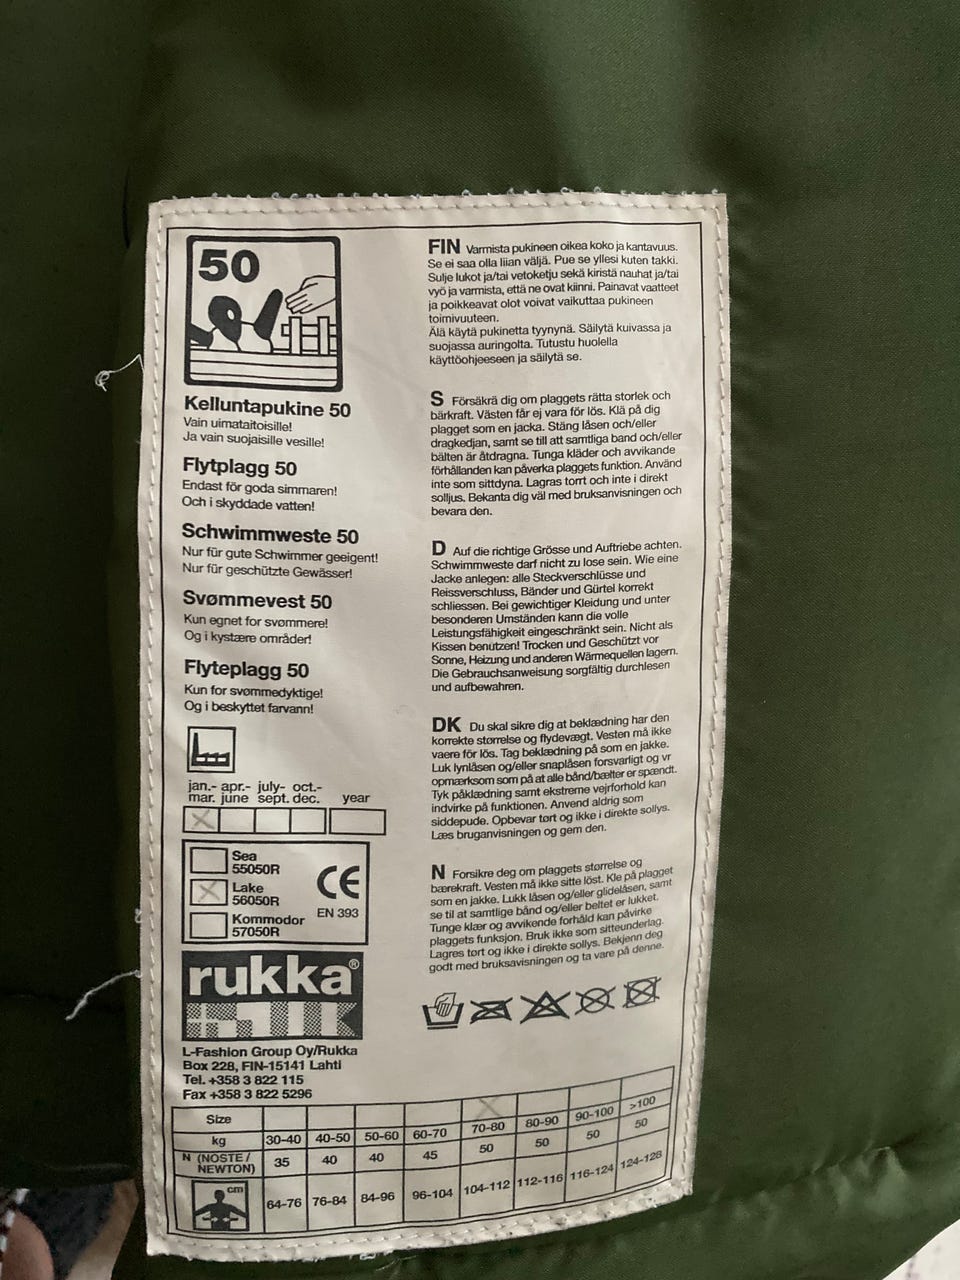 50
Kelluntapukine 50
Vain uimataitoisille!
Ja vain suojaisille vesille!
Flytplagg 50
Endast för goda simmaren!
Och i skyddade vatten!
Schwimmweste 50
Nur für gute Schwimmer geeigent!
Nur für geschützte Gewässer!
Svømmevest 50
Kun egnet for svømmere!
Og i kystære områder!
Flyteplagg 50
Kun for svømmedyktige!
Og i beskyttet farvann!
jan.- apr.- july- oct.-
mar. june sept. dec. year
Sea
55050R
Lake
56050R
Kommodor
57050R
CE
EN 393
rukka®
L-Fashion Group Oy/Rukka
Box 228, FIN-15141 Lahti
Tel. +358 3 822 115
Fax +358 3 822 5296
FIN Varmista pukineen oikea koko ja kantavuus.
Se ei saa olla liian väljä. Pue se yllesi kuten takki.
Sulje lukot ja/tai vetoketju sekä kiristä nauhat ja/tai
vyö ja varmista, että ne ovat kiinni. Painavat vaatteet
ja poikkeavat olot voivat vaikuttaa pukineen
toimivuuteen.
Älä käytä pukinetta tyynynä. Säilytä kuivassa ja
suojassa auringolta. Tutustu huolella
käyttöohjeeseen ja säilytä se.
S Försäkrä dig om plaggets rätta storlek och
bärkraft. Västen får ej vara för lös. Klä på dig
plagget som en jacka. Stäng låsen och/eller
dragkedjan, samt se till att samtliga band och/eller
bälten är åtdragna. Tunga kläder och avvikande
förhållanden kan påverka plaggets funktion. Använd
inte som sittdyna. Lagras torrt och inte i direkt
solljus. Bekanta dig väl med bruksanvisningen och
bevara den.
D Auf die richtige Grösse und Auftriebe achten.
Schwimmweste darf nicht zu lose sein. Wie eine
Jacke anlegen: alle Steckverschlüsse und
Reissverschluss, Bänder und Gürtel korrekt
schliessen. Bei gewichtiger Kleidung und unter
besonderen Umständen kann die volle
Leistungsfähigkeit eingeschränkt sein. Nicht als
Kissen benützen! Trocken und Geschützt vor
Sonne, Heizung und anderen Wärmequellen lagern.
Die Gebrauchsanweisung sorgfältig durchlesen
und aufbewahren.
DK Du skal sikre dig at beklædning har den
korrekte størrelse og flydevægt. Vesten må ikke
vaere för lös. Tag beklædning på som en jakke.
Luk lynlåsen og/eller snaplåsen forsvarligt og vr
opmærksom som på at alle bånd/bælter er spændt.
Tyk påklædning samt ekstreme vejrforhold kan
indvirke på funktionen. Anvend aldrig som
siddepude. Opbevar tørt og ikke i direkte sollys.
Læs bruganvisningen og gem den.
N Forsikre deg om plaggets størrelse og
bærekraft. Vesten må ikke sitte löst. Kle på plagget
som en jakke. Lukk låsen og/eller glidelåsen, samt
se til at samtlige bånd og/eller beltet er lukket.
Tunge klær og avvikende forhåld kan påvirke
plaggets funksjon. Bruk ikke som sitteunderlag.
Lagres tørt og ikke i direkte sollys. Bekjenn deg
godt med bruksavisningen og ta vare på denne.
Size
kg 30-40 40-50 50-60 60-70 70-80 80-90 90-100 >100
N (NOSTE / NEWTON) 35 40 40 45 50 50 50 50
cm 64-76 76-84 84-96 96-104 104-112 112-116 116-124 124-128